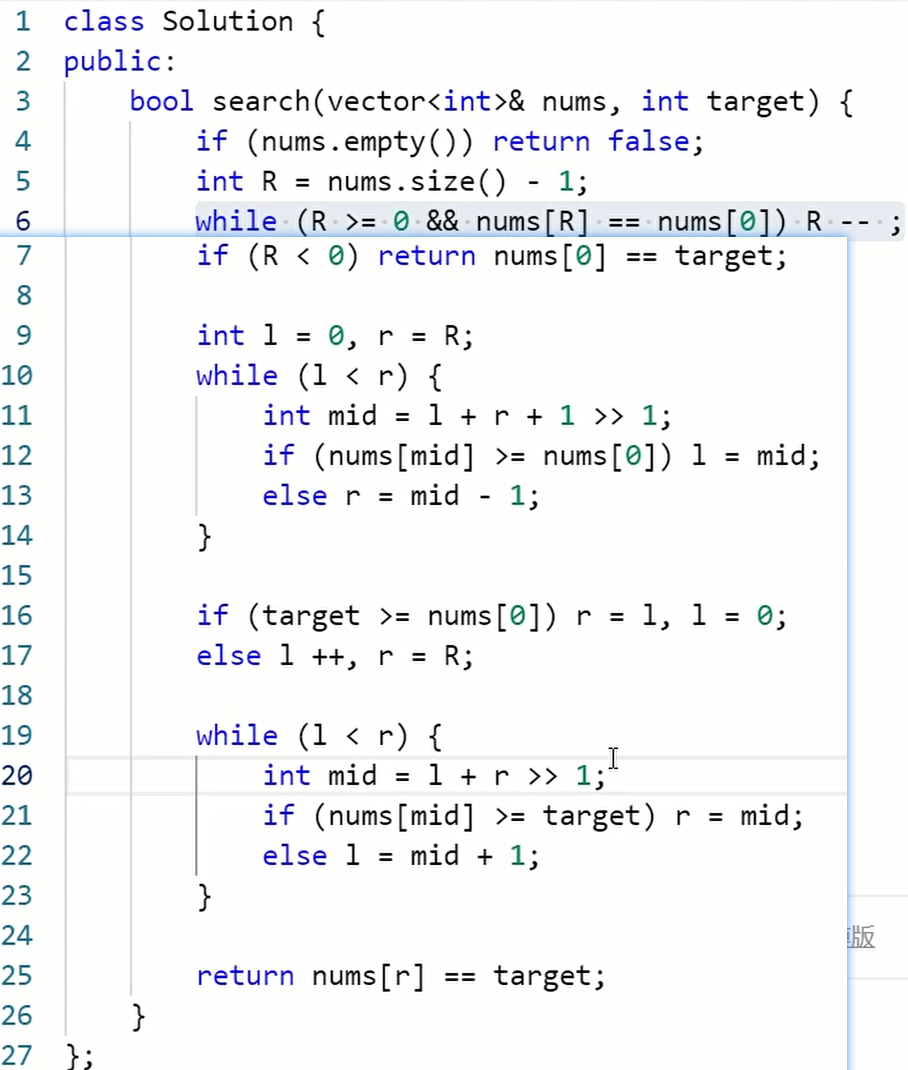 1 class Solution {
2 public:
3 bool search(vector<int>& nums, int target) {
4 if (nums.empty()) return false;
5 int R = nums.size() - 1;
6 while (R >= 0 && nums[R] == nums[0]) R -- ;
7 if (R < 0) return nums[0] == target;
8
9 int l = 0, r = R;
10 while (l < r) {
11 int mid = l + r + 1 >> 1;
12 if (nums[mid] >= nums[0]) l = mid;
13 else r = mid - 1;
14 }
15
16 if (target >= nums[0]) r = l, l = 0;
17 else l ++, r = R;
18
19 while (l < r) {
20 int mid = l + r >> 1;
21 if (nums[mid] >= target) r = mid;
22 else l = mid + 1;
23 }
24
版
25 return nums[r] == target;
26 }
27 };